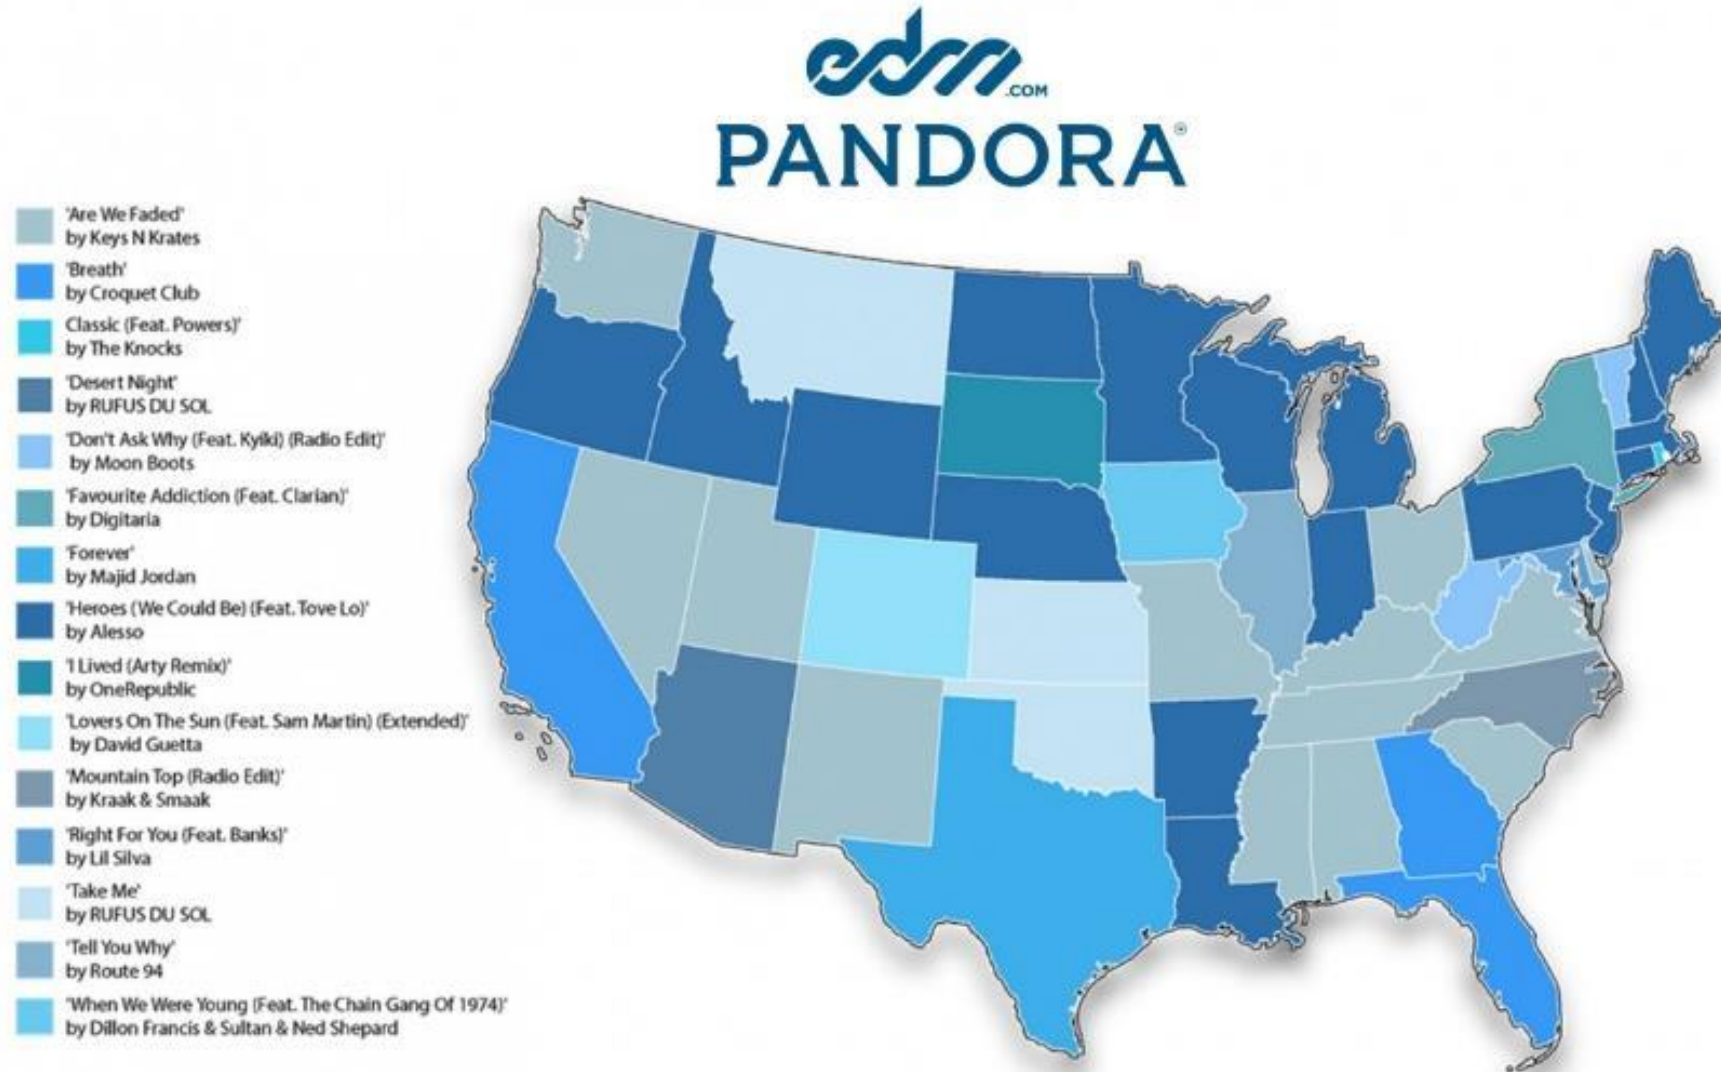 edm
.COM
PANDORA®
'Are We Faded'
by Keys N Krates
'Breath'
by Croquet Club
Classic (Feat. Powers)'
by The Knocks
'Desert Night'
by RUFUS DU SOL
'Don't Ask Why (Feat. Kyiki) (Radio Edit)'
by Moon Boots
'Favourite Addiction (Feat. Clarian)'
by Digitaria
'Forever'
by Majid Jordan
'Heroes (We Could Be) (Feat. Tove Lo)'
by Alesso
'I Lived (Arty Remix)'
by OneRepublic
'Lovers On The Sun (Feat. Sam Martin) (Extended)'
by David Guetta
'Mountain Top (Radio Edit)'
by Kraak & Smaak
'Right For You (Feat. Banks)'
by Lil Silva
'Take Me'
by RUFUS DU SOL
'Tell You Why'
by Route 94
'When We Were Young (Feat. The Chain Gang Of 1974)'
by Dillon Francis & Sultan & Ned Shepard